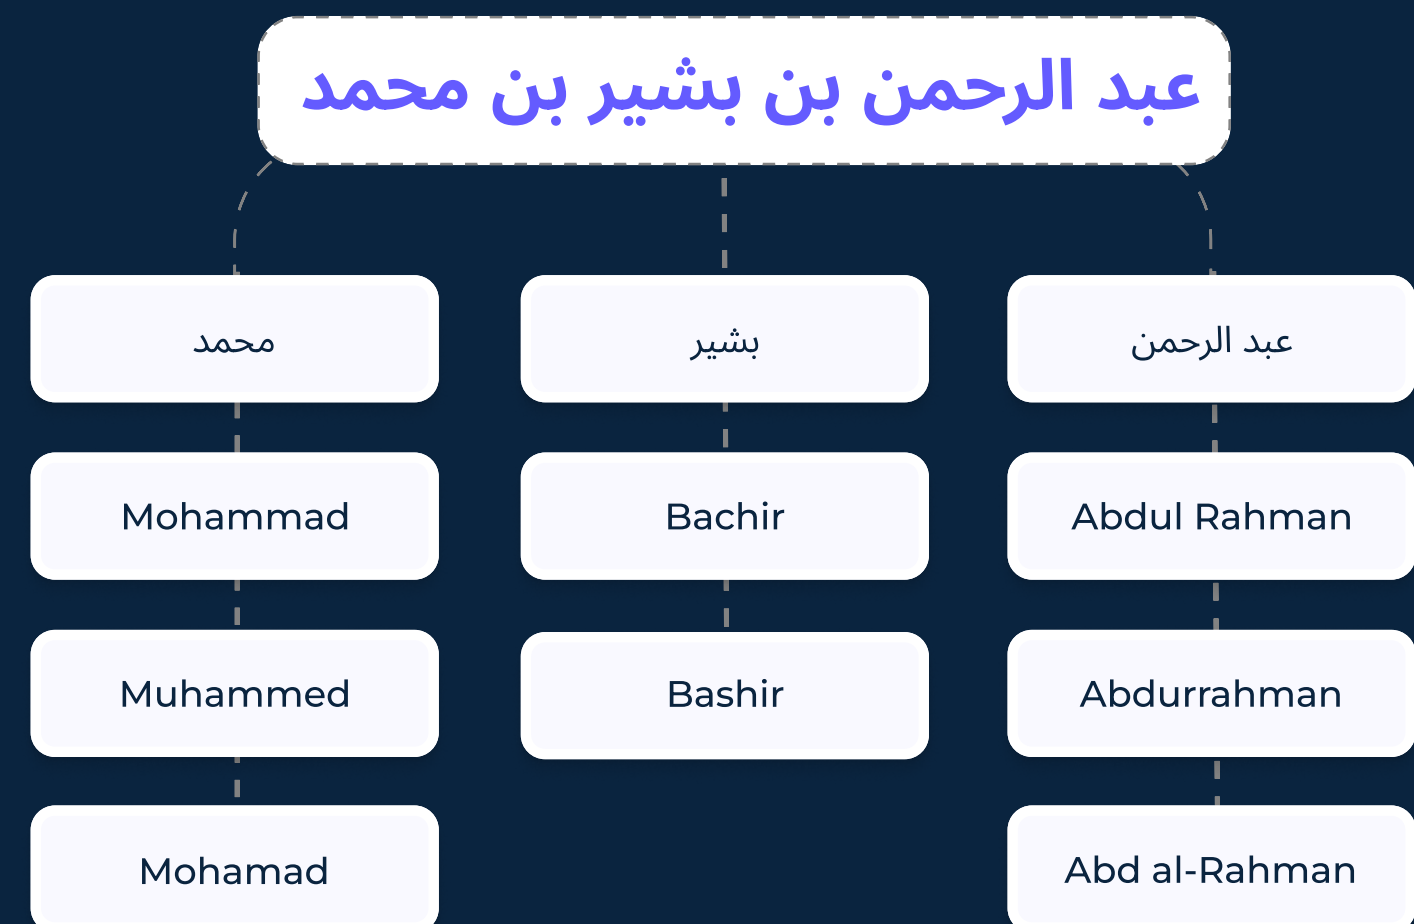 عبد الرحمن بن بشير بن محمد
محمد
بشير
عبد الرحمن
Mohammad
Bachir
Abdul Rahman
Muhammed
Bashir
Abdurrahman
Mohamad
Abd al-Rahman